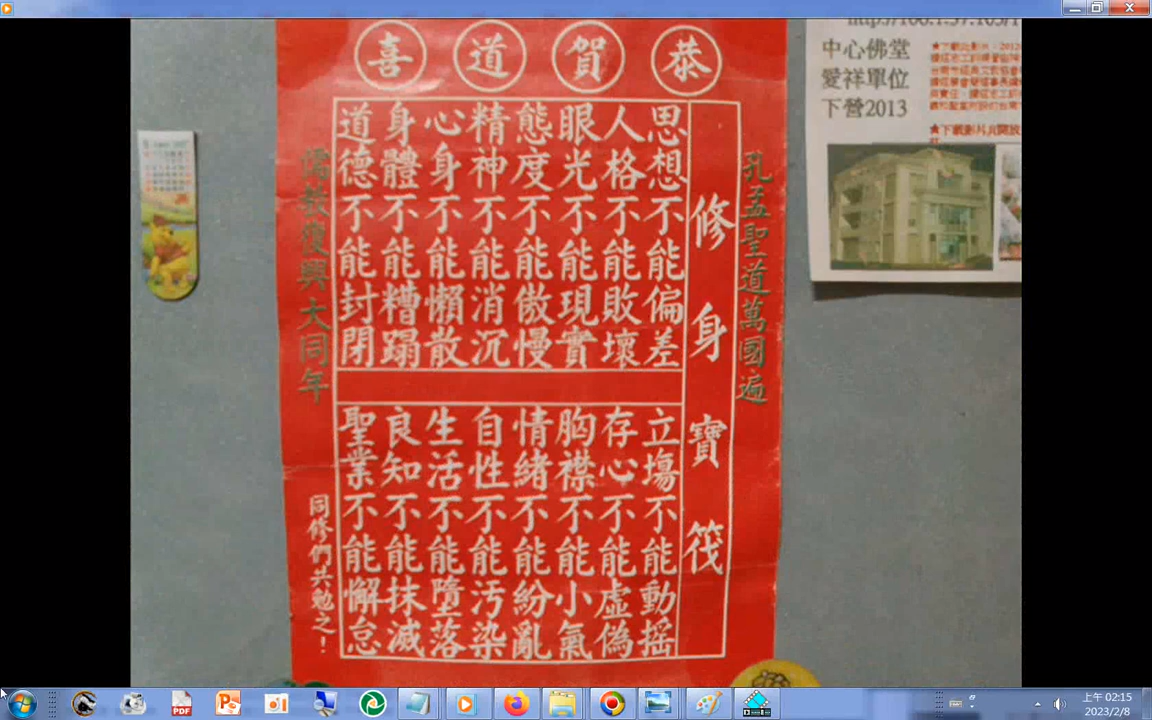 恭賀道喜
孔孟聖道萬國遍
修身寶筏
思想不能偏差
人格不能敗壞
眼光不能現實
態度不能傲慢
精神不能消沉
心身不能懶散
身體不能糟蹋
道德不能封閉
立塲不能動搖
存心不能虛偽
胸襟不能小氣
情緒不能紛亂
自性不能污染
生活不能墮落
良知不能抹滅
聖業不能懈怠
儒教復興大同年
同修們共勉之！
中心佛堂
愛祥單位
下營2013
PDF
上午 02:15
2023/2/8